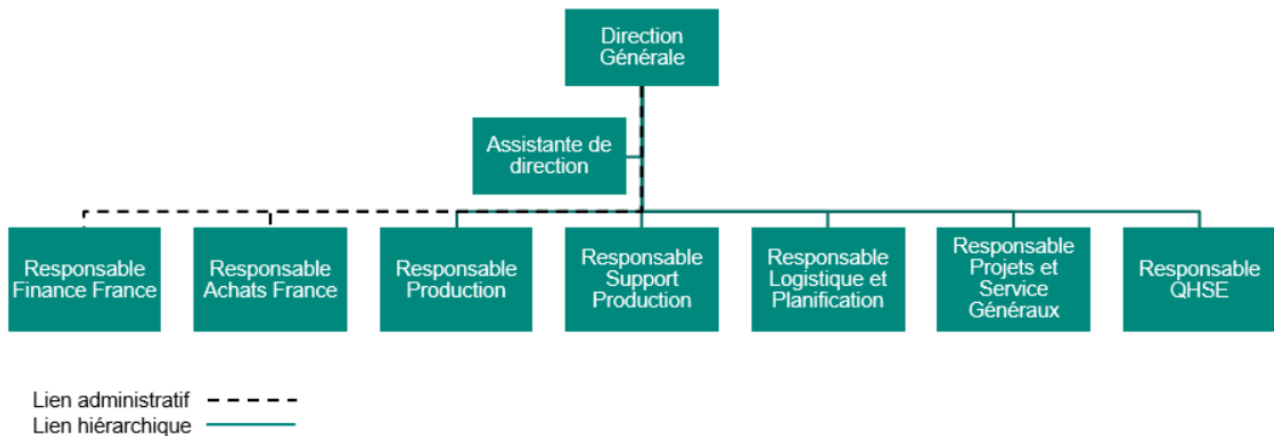 Direction
Générale
Assistante de
direction
Responsable
Finance France
Responsable
Achats France
Responsable
Production
Responsable
Support
Production
Responsable
Logistique et
Planification
Responsable
Projets et
Service
Généraux
Responsable
QHSE
Lien administratif
Lien hiérarchique